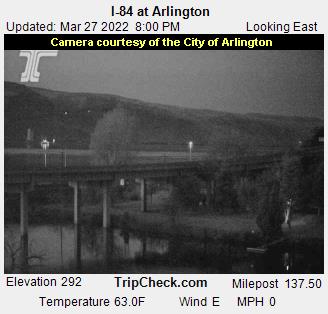 I-84 at Arlington
Updated: Mar 27 2022 8:00 PM Looking East
Camera courtesy of the City of Arlington
Elevation 292 TripCheck.com Milepost 137.50
Temperature 63.0F Wind E MPH 0